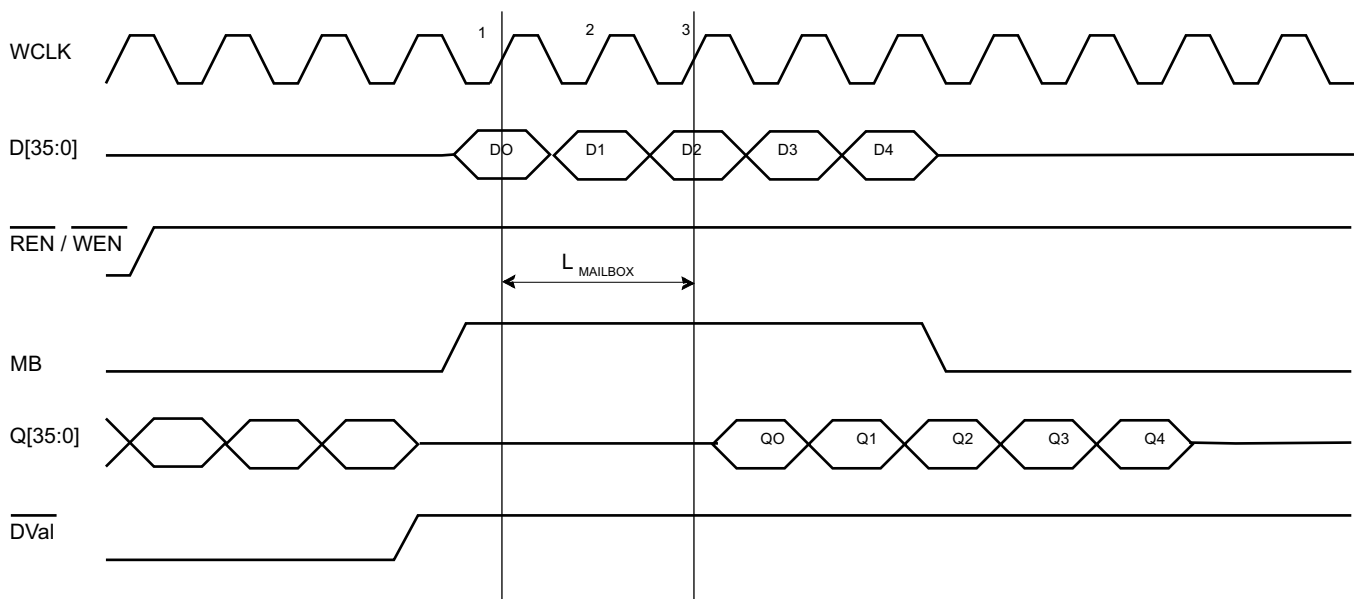 1 2 3
WCLK
D[35:0] DO D1 D2 D3 D4
REN / WEN
L MAILBOX
MB
Q[35:0] QO Q1 Q2 Q3 Q4
DVal